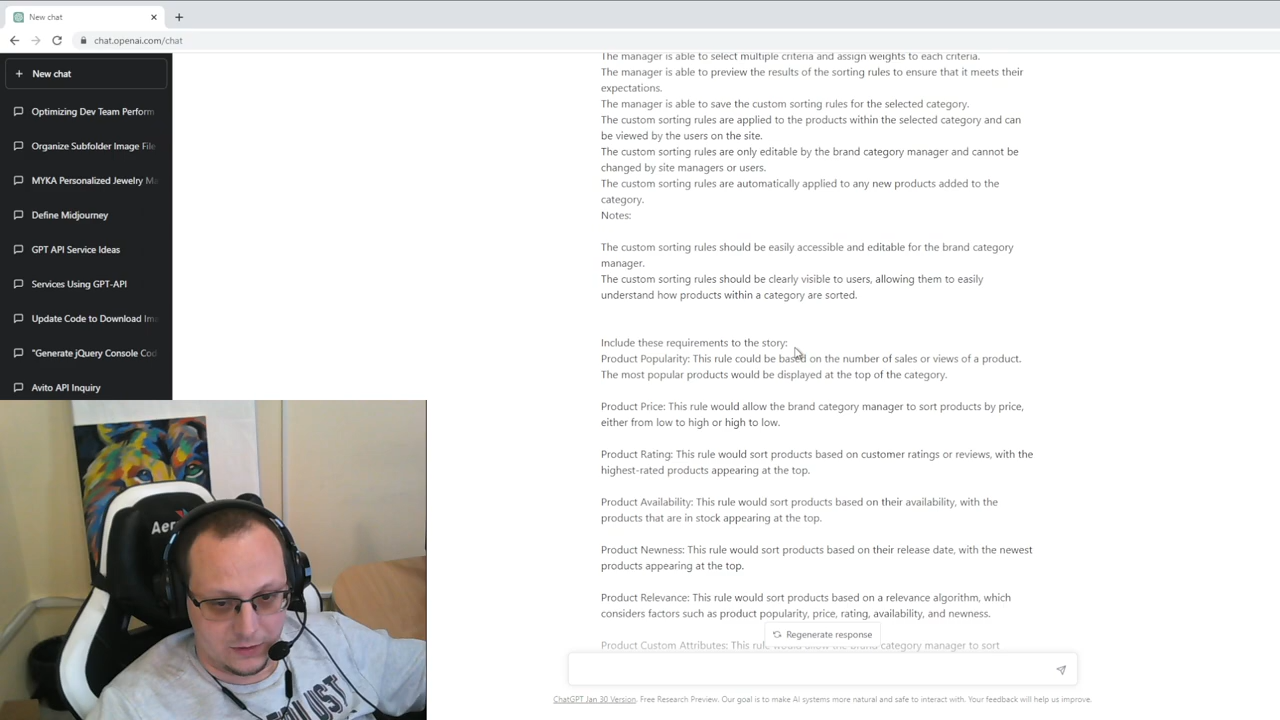 New chat
chat.openai.com/chat
New chat
Optimizing Dev Team Perform
Organize Subfolder Image File
MYKA Personalized Jewelry M
Define Midjourney
GPT API Service Ideas
Services Using GPT-API
Update Code to Download Im
"Generate jQuery Console Cod
Avito API Inquiry
The manager is able to select multiple criteria and assign weights to each criteria.
The manager is able to preview the results of the sorting rules to ensure that it meets their
expectations.
The manager is able to save the custom sorting rules for the selected category.
The custom sorting rules are applied to the products within the selected category and can
be viewed by the users on the site.
The custom sorting rules are only editable by the brand category manager and cannot be
changed by site managers or users.
The custom sorting rules are automatically applied to any new products added to the
category.
Notes:
The custom sorting rules should be easily accessible and editable for the brand category
manager.
The custom sorting rules should be clearly visible to users, allowing them to easily
understand how products within a category are sorted.
Include these requirements to the story:
Product Popularity: This rule could be based on the number of sales or views of a product.
The most popular products would be displayed at the top of the category.
Product Price: This rule would allow the brand category manager to sort products by price,
either from low to high or high to low.
Product Rating: This rule would sort products based on customer ratings or reviews, with the
highest-rated products appearing at the top.
Product Availability: This rule would sort products based on their availability, with the
products that are in stock appearing at the top.
Product Newness: This rule would sort products based on their release date, with the newest
products appearing at the top.
Product Relevance: This rule would sort products based on a relevance algorithm, which
considers factors such as product popularity, price, rating, availability, and newness.
Regenerate response
Product Custom Attributes: This rule would allow the brand category manager to sort
ChatGPT Jan 30 Version. Free Research Preview. Our goal is to make AI systems more natural and safe to interact with. Your feedback will help us improve.